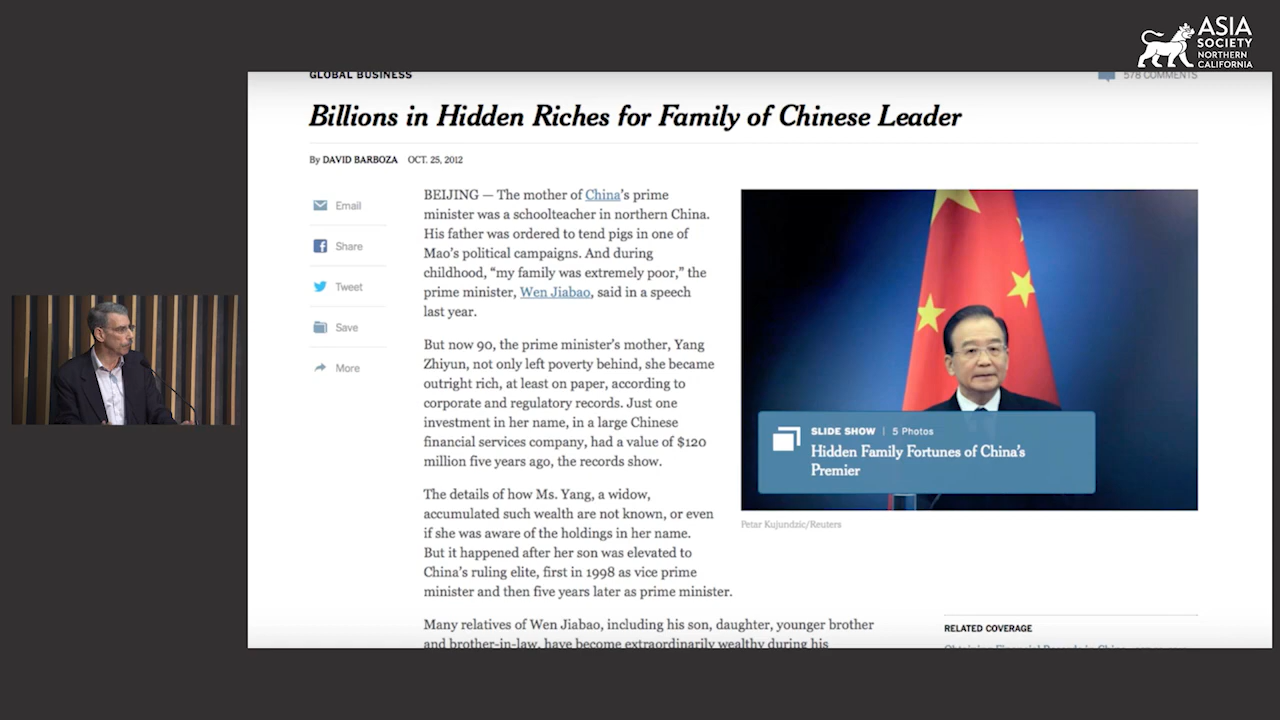 ASIA
SOCIETY
NORTHERN
CALIFORNIA
GLOBAL BUSINESS
578 COMMENTS
Billions in Hidden Riches for Family of Chinese Leader
By DAVID BARBOZA OCT. 25, 2012
Email
Share
Tweet
Save
More
BEIJING — The mother of China's prime
minister was a schoolteacher in northern China.
His father was ordered to tend pigs in one of
Mao's political campaigns. And during
childhood, “my family was extremely poor,” the
prime minister, Wen Jiabao, said in a speech
last year.
But now 90, the prime minister's mother, Yang
Zhiyun, not only left poverty behind, she became
outright rich, at least on paper, according to
corporate and regulatory records. Just one
investment in her name, in a large Chinese
financial services company, had a value of $120
million five years ago, the records show.
The details of how Ms. Yang, a widow,
accumulated such wealth are not known, or even
if she was aware of the holdings in her name.
But it happened after her son was elevated to
China's ruling elite, first in 1998 as vice prime
minister and then five years later as prime minister.
Many relatives of Wen Jiabao, including his son, daughter, younger brother
and brother-in-law, have become extraordinarily wealthy during his
SLIDE SHOW | 5 Photos
Hidden Family Fortunes of China's
Premier
Petar Kujundzic/Reuters
RELATED COVERAGE